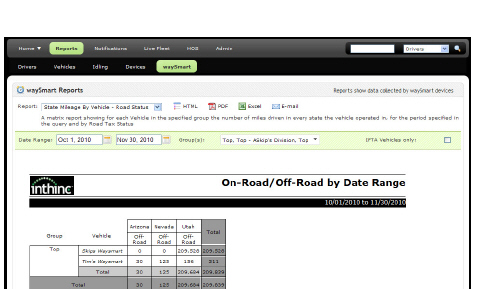 Home Reports Notifications Live Fleet HOS Admin Drivers
Drivers Vehicles Idling Devices waySmart
waySmart Reports Reports show data collected by waySmart devices
Report: State Mileage By Vehicle - Road Status HTML PDF Excel E-mail
A matrix report showing for each Vehicle in the specified group the number of miles driven in every state the vehicle operated in, for the period specified in
the query and by Road Tax Status
Date Range: Oct 1, 2010 Nov 30, 2010 Group(s): Top, Top - ASlop's Division, Top IFTA Vehicles only:
inthinc On-Road/Off-Road by Date Range
10/01/2010 to 11/30/2010
Arizona Nevada Utah Total
Group Vehicle Off-Road Off-Road Off-Road
Top Skips Waysmart 0 0 209,528 209,528
Tim's Waysmart 30 125 156 311
Total 30 125 209,684 209,839
Total 30 125 209,684 209,839